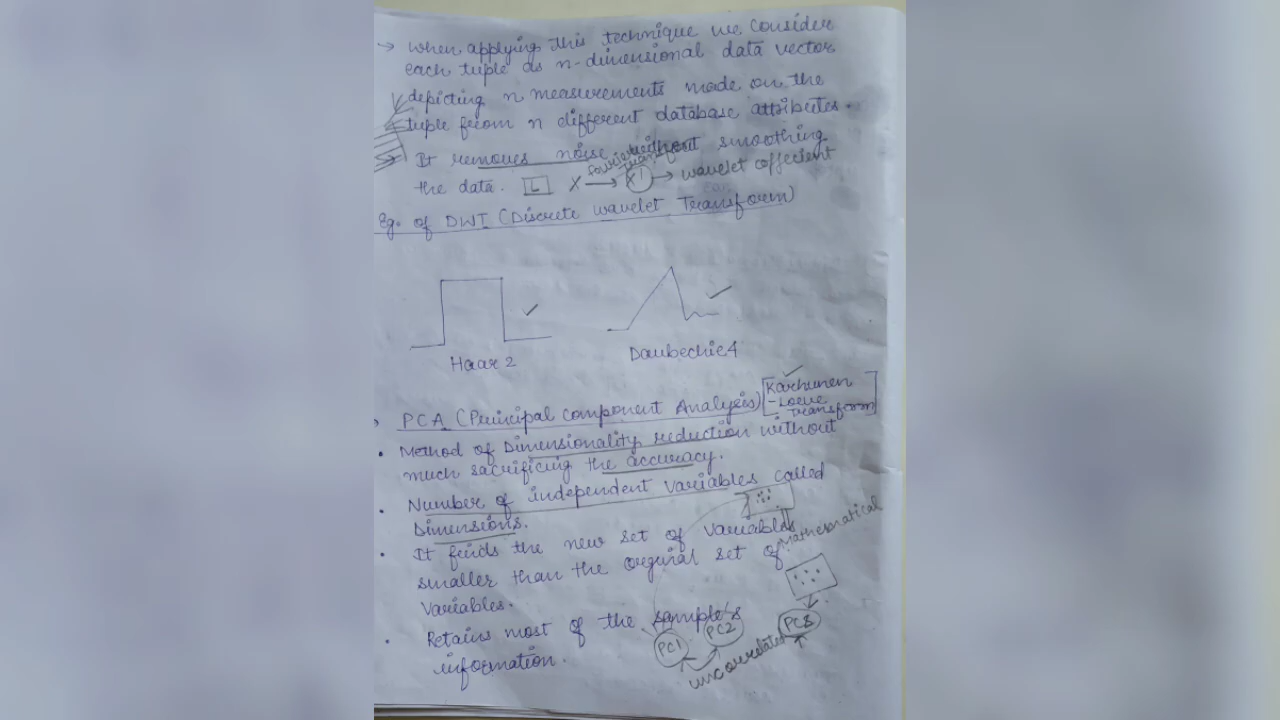 → When applying this technique we consider
each tuple as n-dimensional data vector
depicting n measurements made on the
tuple from n different database attributes.
→ It removes noise without smoothing
the data. L X → X' → wavelet cofficient
fourier transform
Eg. of DWT (Discrete wavelet Transform)
Haar 2
Daubechie4
PCA (Principal Component Analysis) [Karhunen
- Loeve
Transform]
• Method of Dimensionality reduction without
much sacrificing the accuracy.
• Number of independent variables called
Dimensions.
• It finds the new set of variables
smaller than the orginal set of
variables.
Mathematical
• Retains most of the sample's
information.
PC1 PC2 PC3
uncorrelated